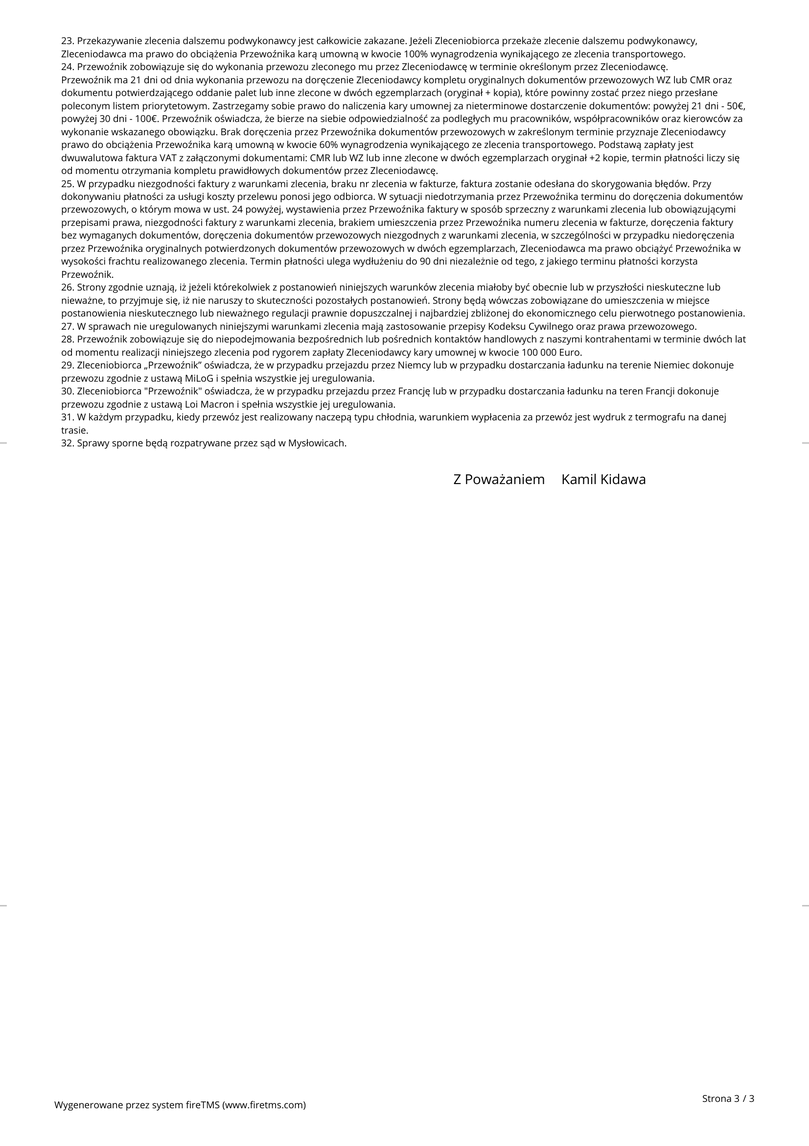 23. Przekazywanie zlecenia dalszemu podwykonawcy jest całkowicie zakazane. Jeżeli Zleceniobiorca przekaże zlecenie dalszemu podwykonawcy,
Zleceniodawca ma prawo do obciążenia Przewoźnika karą umowną w kwocie 100% wynagrodzenia wynikającego ze zlecenia transportowego.
24. Przewoźnik zobowiązuje się do wykonania przewozu zleconego mu przez Zleceniodawcę w terminie określonym przez Zleceniodawcę.
Przewoźnik ma 21 dni od dnia wykonania przewozu na doręczenie Zleceniodawcy kompletu oryginalnych dokumentów przewozowych WZ lub CMR oraz
dokumentu potwierdzającego oddanie palet lub inne zlecone w dwóch egzemplarzach (oryginał + kopia), które powinny zostać przez niego przesłane
poleconym listem priorytetowym. Zastrzegamy sobie prawo do naliczenia kary umownej za nieterminowe dostarczenie dokumentów: powyżej 21 dni - 50€,
powyżej 30 dni - 100€. Przewoźnik oświadcza, że bierze na siebie odpowiedzialność za podległych mu pracowników, współpracowników oraz kierowców za
wykonanie wskazanego obowiązku. Brak doręczenia przez Przewoźnika dokumentów przewozowych w zakreślonym terminie przyznaje Zleceniodawcy
prawo do obciążenia Przewoźnika karą umowną w kwocie 60% wynagrodzenia wynikającego ze zlecenia transportowego. Podstawą zapłaty jest
dwuwalutowa faktura VAT z załączonymi dokumentami: CMR lub WZ lub inne zlecone w dwóch egzemplarzach oryginał +2 kopie, termin płatności liczy się
od momentu otrzymania kompletu prawidłowych dokumentów przez Zleceniodawcę.
25. W przypadku niezgodności faktury z warunkami zlecenia, braku nr zlecenia w fakturze, faktura zostanie odesłana do skorygowania błędów. Przy
dokonywaniu płatności za usługi koszty przelewu ponosi jego odbiorca. W sytuacji niedotrzymania przez Przewoźnika terminu do doręczenia dokumentów
przewozowych, o którym mowa w ust. 24 powyżej, wystawienia przez Przewoźnika faktury w sposób sprzeczny z warunkami zlecenia lub obowiązującymi
przepisami prawa, niezgodności faktury z warunkami zlecenia, brakiem umieszczenia przez Przewoźnika numeru zlecenia w fakturze, doręczenia faktury
bez wymaganych dokumentów, doręczenia dokumentów przewozowych niezgodnych z warunkami zlecenia, w szczególności w przypadku niedoręczenia
przez Przewoźnika oryginalnych potwierdzonych dokumentów przewozowych w dwóch egzemplarzach, Zleceniodawca ma prawo obciążyć Przewoźnika w
wysokości frachtu realizowanego zlecenia. Termin płatności ulega wydłużeniu do 90 dni niezależnie od tego, z jakiego terminu płatności korzysta
Przewoźnik.
26. Strony zgodnie uznają, iż jeżeli którekolwiek z postanowień niniejszych warunków zlecenia miałoby być obecnie lub w przyszłości nieskuteczne lub
nieważne, to przyjmuje się, iż nie naruszy to skuteczności pozostałych postanowień. Strony będą wówczas zobowiązane do umieszczenia w miejsce
postanowienia nieskutecznego lub nieważnego regulacji prawnie dopuszczalnej i najbardziej zbliżonej do ekonomicznego celu pierwotnego postanowienia.
27. W sprawach nie uregulowanych niniejszymi warunkami zlecenia mają zastosowanie przepisy Kodeksu Cywilnego oraz prawa przewozowego.
28. Przewoźnik zobowiązuje się do niepodejmowania bezpośrednich lub pośrednich kontaktów handlowych z naszymi kontrahentami w terminie dwóch lat
od momentu realizacji niniejszego zlecenia pod rygorem zapłaty Zleceniodawcy kary umownej w kwocie 100 000 Euro.
29. Zleceniobiorca „Przewoźnik” oświadcza, że w przypadku przejazdu przez Niemcy lub w przypadku dostarczania ładunku na terenie Niemiec dokonuje
przewozu zgodnie z ustawą MiLoG i spełnia wszystkie jej uregulowania.
30. Zleceniobiorca "Przewoźnik" oświadcza, że w przypadku przejazdu przez Francję lub w przypadku dostarczania ładunku na teren Francji dokonuje
przewozu zgodnie z ustawą Loi Macron i spełnia wszystkie jej uregulowania.
31. W każdym przypadku, kiedy przewóz jest realizowany naczepą typu chłodnia, warunkiem wypłacenia za przewóz jest wydruk z termografu na danej
trasie.
32. Sprawy sporne będą rozpatrywane przez sąd w Mysłowicach.
Z Poważaniem Kamil Kidawa
Wygenerowane przez system fireTMS (www.firetms.com)
Strona 3 / 3